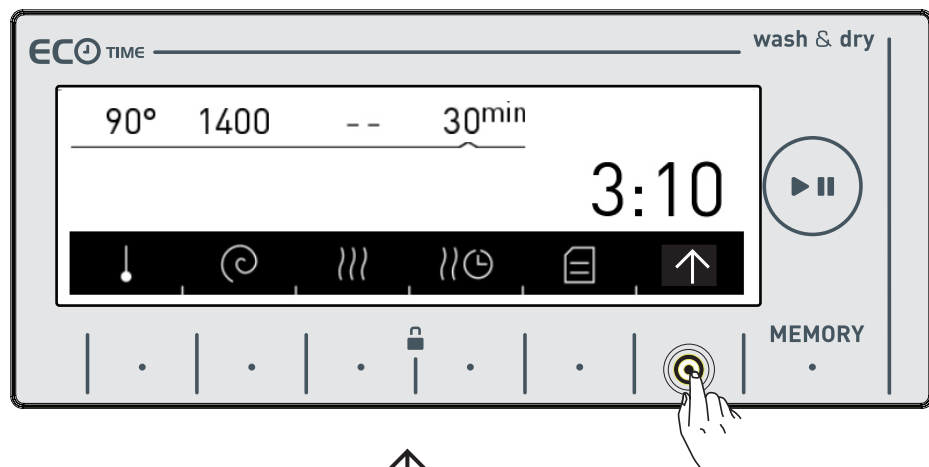 ECO TIME
wash & dry
90° 1400 -- 30min
3:10
MEMORY